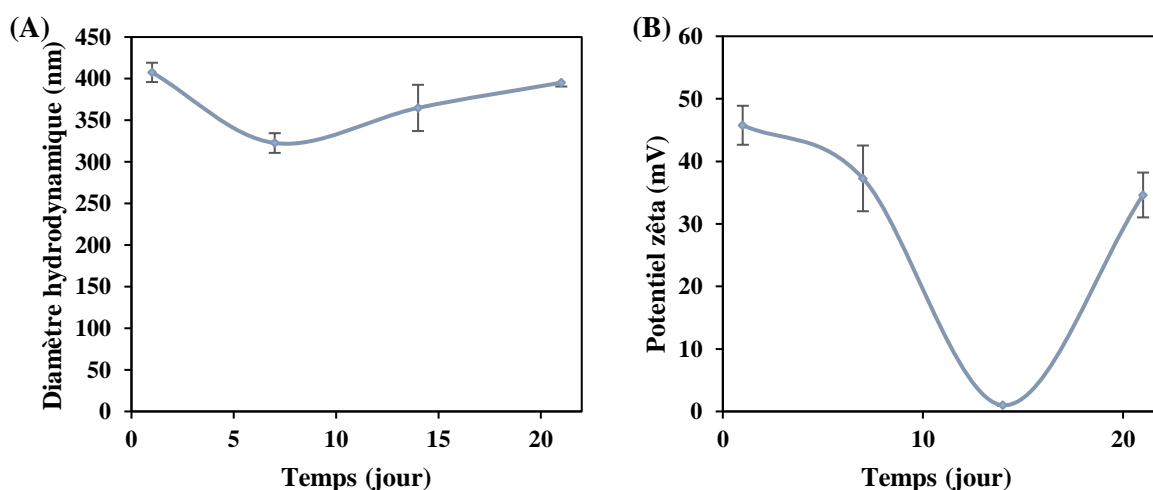 (A)
Diamètre hydrodynamique (nm)
450
400
350
300
250
200
150
100
50
0
0 5 10 15 20
Temps (jour)
(B)
Potentiel zêta (mV)
60
50
40
30
20
10
0
0 10 20
Temps (jour)